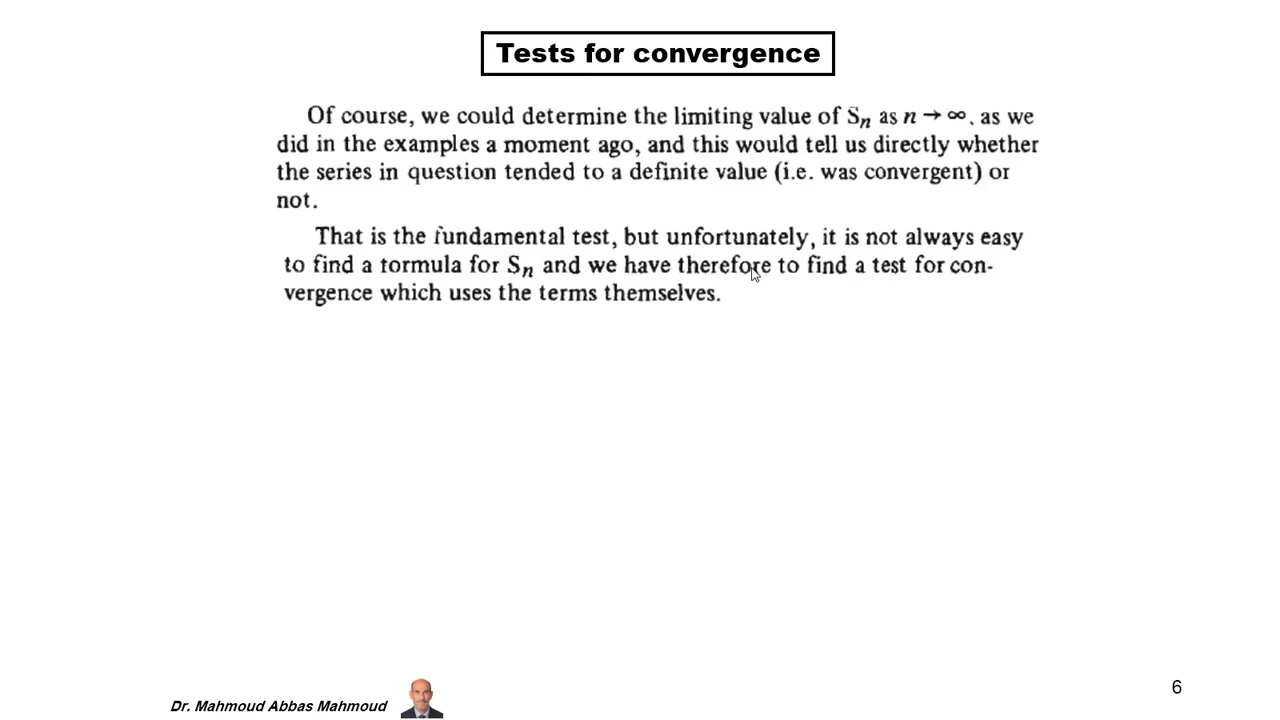 Tests for convergence
Of course, we could determine the limiting value of Sₙ as n → ∞, as we
did in the examples a moment ago, and this would tell us directly whether
the series in question tended to a definite value (i.e. was convergent) or
not.
That is the fundamental test, but unfortunately, it is not always easy
to find a formula for Sₙ and we have therefore to find a test for con-
vergence which uses the terms themselves.
Dr. Mahmoud Abbas Mahmoud
6